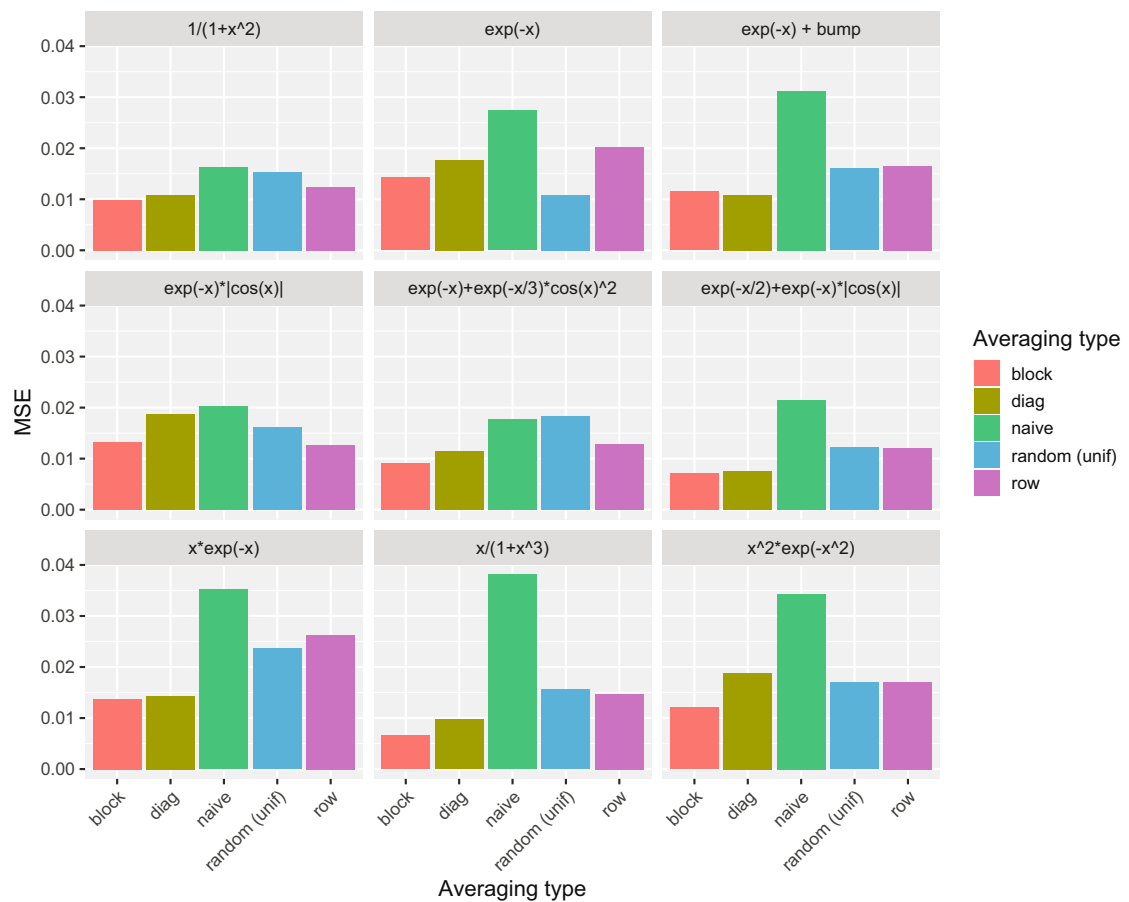 1/(1+x^2)
exp(-x)
exp(-x) + bump
0.04
0.03
0.02
0.01
0.00
exp(-x)*|cos(x)|
exp(-x)+exp(-x/3)*cos(x)^2
exp(-x/2)+exp(-x)*|cos(x)|
0.04
0.03
0.02
0.01
0.00
MSE
x*exp(-x)
x/(1+x^3)
x^2*exp(-x^2)
0.04
0.03
0.02
0.01
0.00
block
diag
naive
random (unif)
row
block
diag
naive
random (unif)
row
block
diag
naive
random (unif)
row
Averaging type
Averaging type
block
diag
naive
random (unif)
row